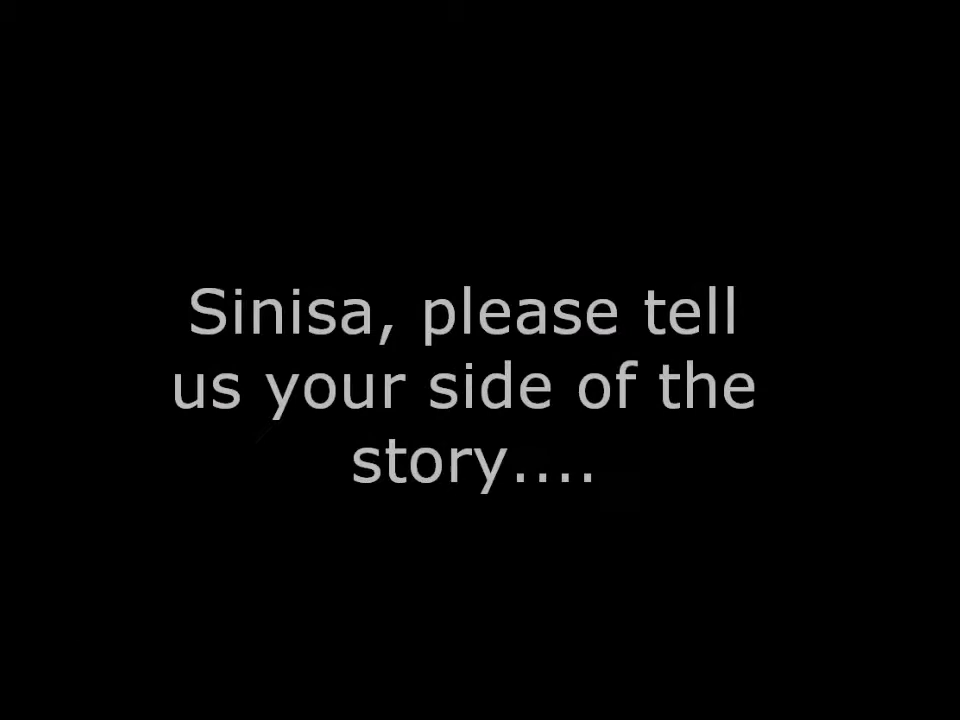 Sinisa, please tell
us your side of the
story....